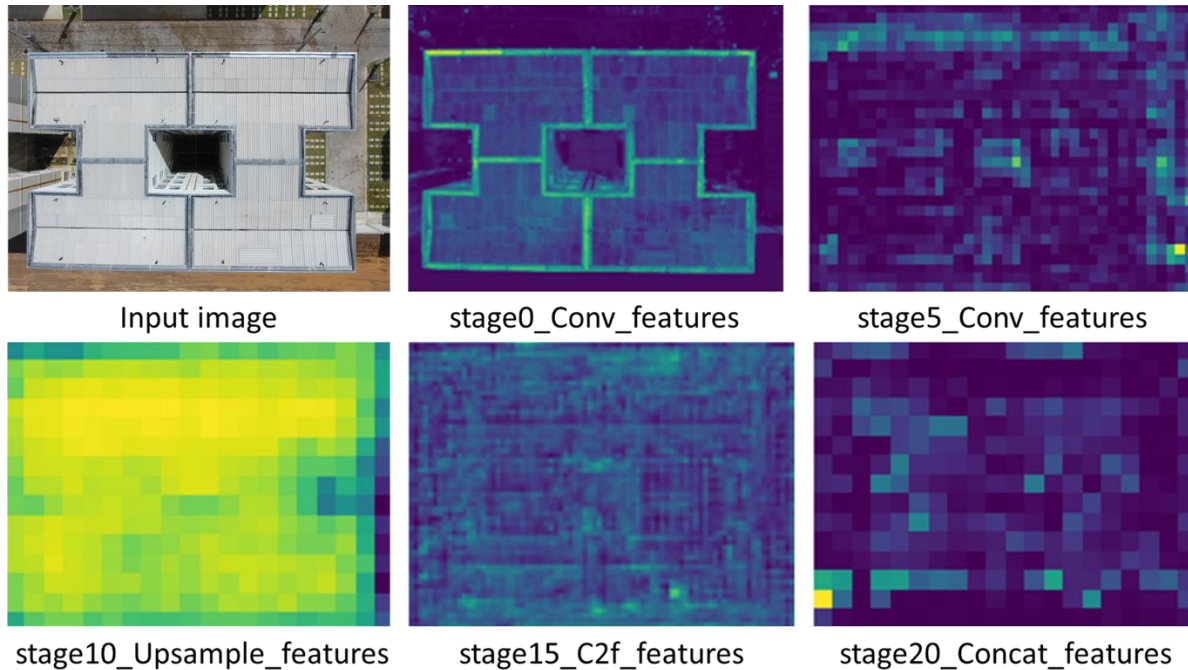 Input image
stage0_Conv_features
stage5_Conv_features
stage10_Upsample_features
stage15_C2f_features
stage20_Concat_features